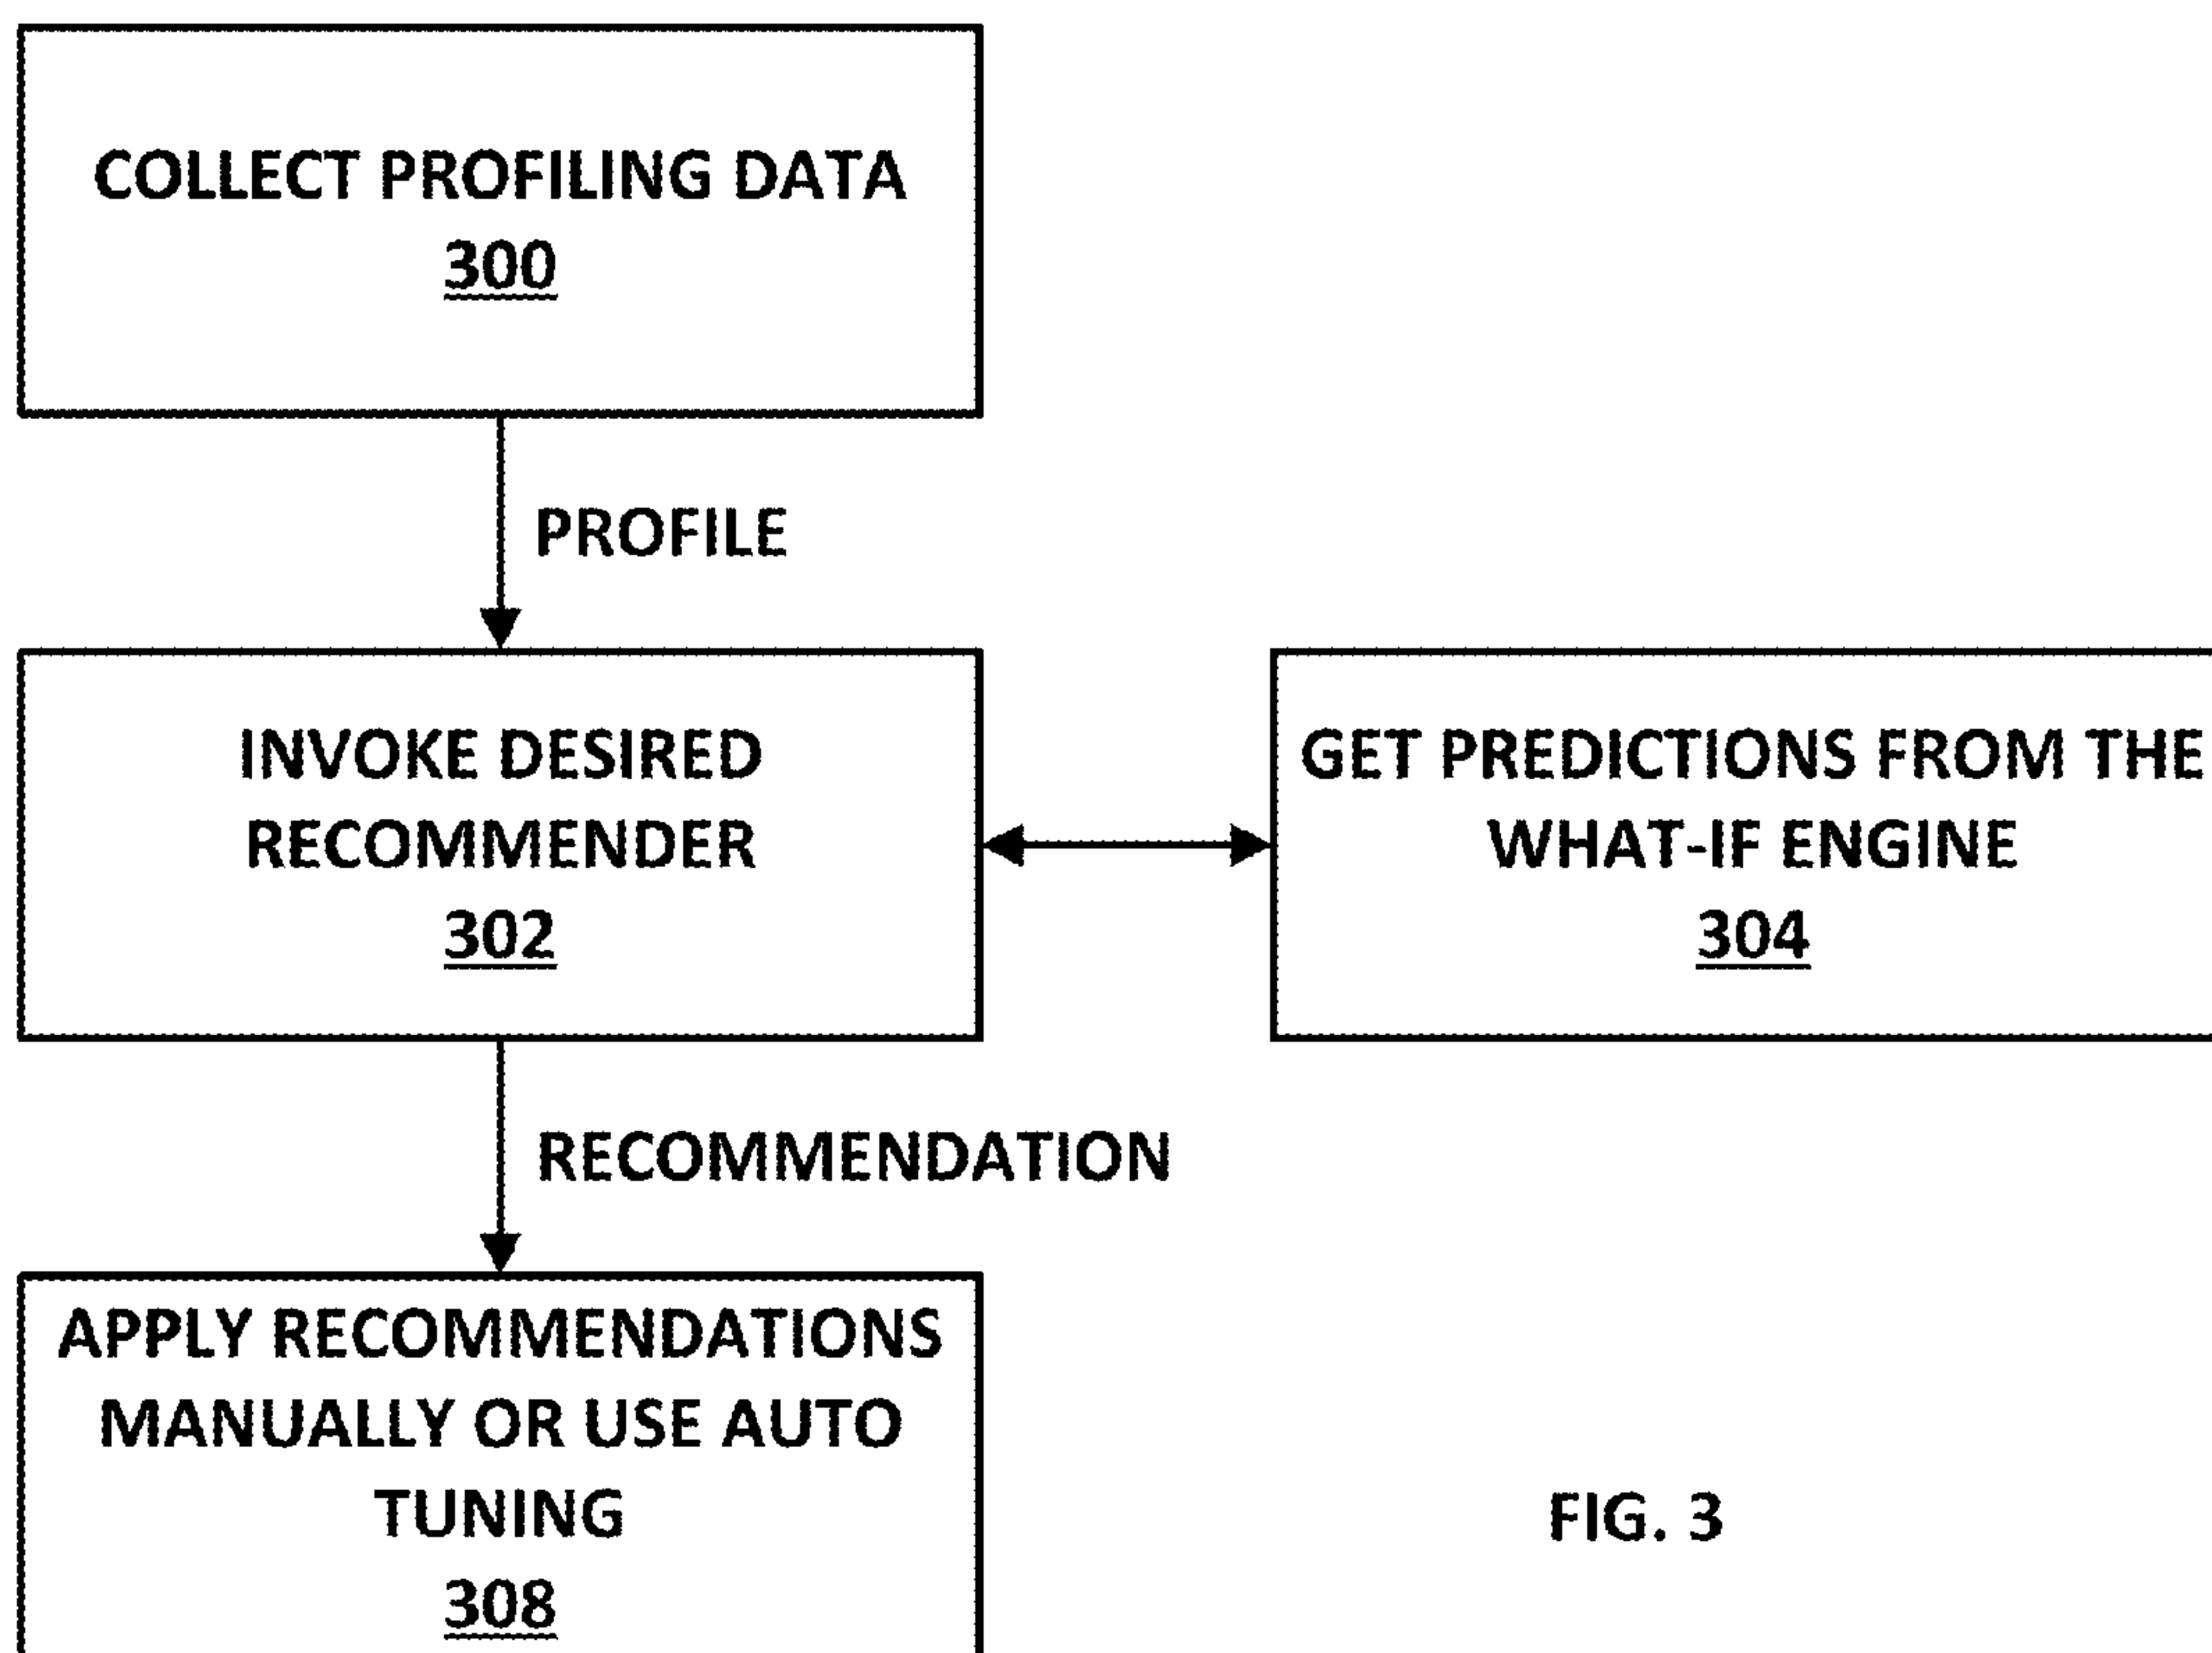 COLLECT PROFILING DATA
300
PROFILE
INVOKE DESIRED
RECOMMENDER
302
GET PREDICTIONS FROM THE
WHAT-IF ENGINE
304
RECOMMENDATION
APPLY RECOMMENDATIONS
MANUALLY OR USE AUTO
TUNING
308
FIG. 3